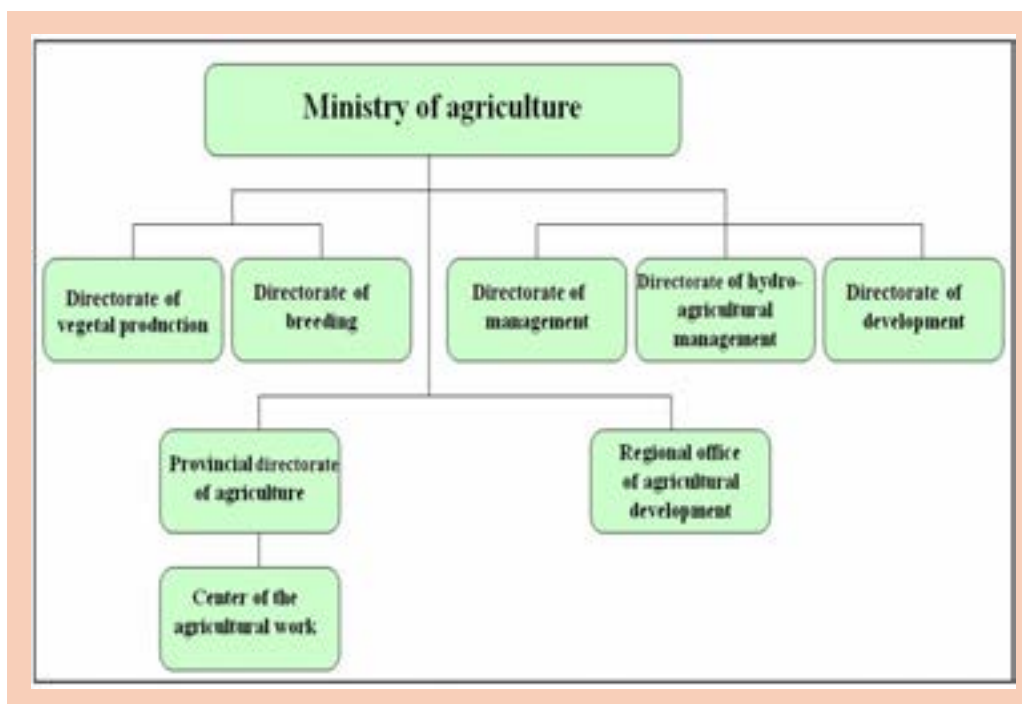 Ministry of agriculture
Directorate of
vegetal production
Directorate of
breeding
Directorate of
management
Directorate of hydro-
agricultural
management
Directorate of
development
Provincial directorate
of agriculture
Regional office
of agricultural
development
Center of the
agricultural work